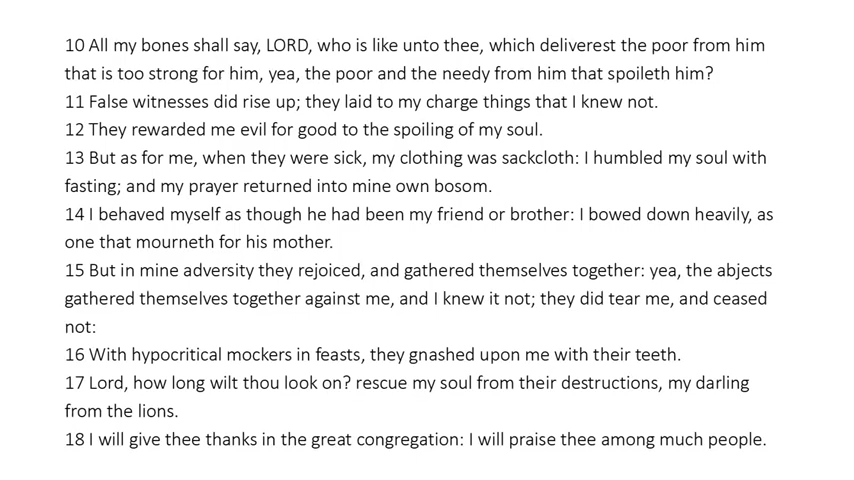 10 All my bones shall say, LORD, who is like unto thee, which deliverest the poor from him
that is too strong for him, yea, the poor and the needy from him that spoileth him?
11 False witnesses did rise up; they laid to my charge things that I knew not.
12 They rewarded me evil for good to the spoiling of my soul.
13 But as for me, when they were sick, my clothing was sackcloth: I humbled my soul with
fasting; and my prayer returned into mine own bosom.
14 I behaved myself as though he had been my friend or brother: I bowed down heavily, as
one that mourneth for his mother.
15 But in mine adversity they rejoiced, and gathered themselves together: yea, the abjects
gathered themselves together against me, and I knew it not; they did tear me, and ceased
not:
16 With hypocritical mockers in feasts, they gnashed upon me with their teeth.
17 Lord, how long wilt thou look on? rescue my soul from their destructions, my darling
from the lions.
18 I will give thee thanks in the great congregation: I will praise thee among much people.